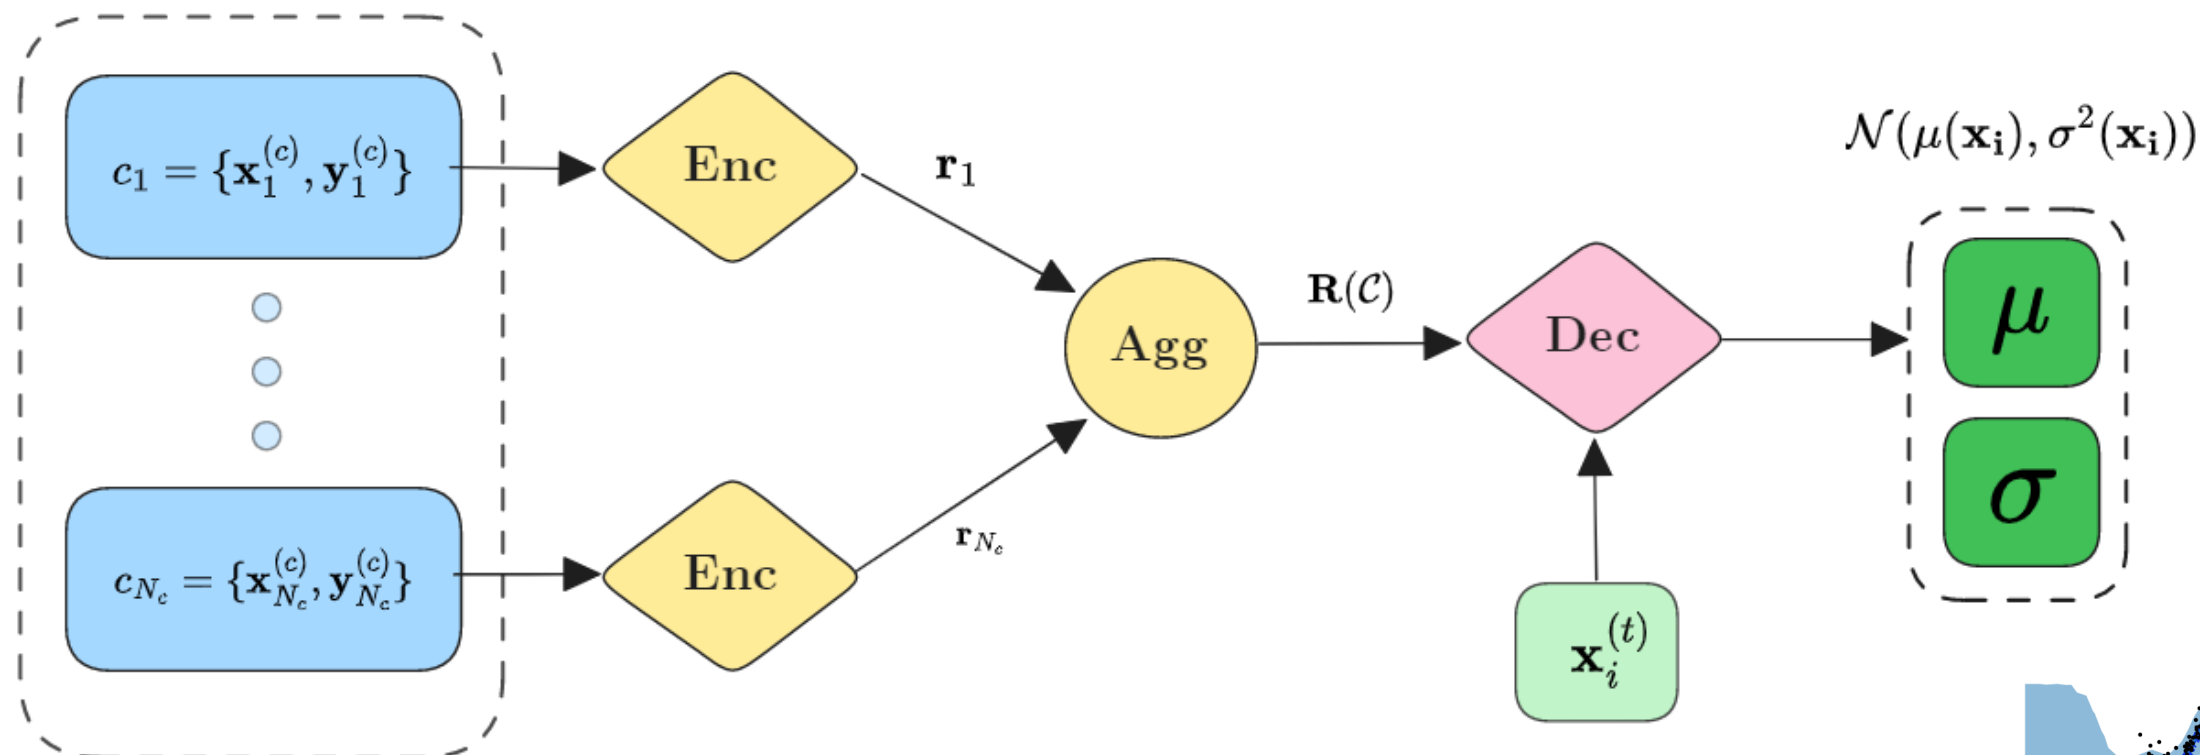 c₁ = {x₁^(c), y₁^(c)}
Enc
r₁
𝒩(μ(xᵢ), σ²(xᵢ))
Agg
R(𝒞)
Dec
μ
σ
c_{N_c} = {x_{N_c}^(c), y_{N_c}^(c)}
Enc
r_{N_c}
xᵢ^(t)